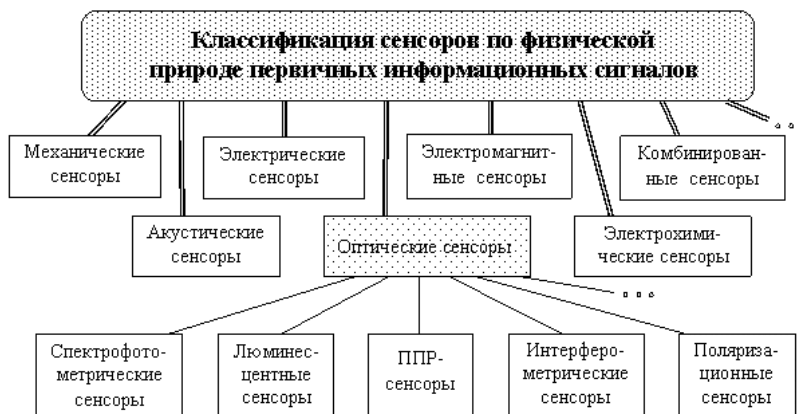 Классификация сенсоров по физической
природе первичных информационных сигналов
Механические
сенсоры
Электрические
сенсоры
Электромагнит-
ные сенсоры
Комбинирован-
ные сенсоры
Акустические
сенсоры
Оптические сенсоры
Электрохими-
ческие сенсоры
Спектрофото-
метрические
сенсоры
Люминес-
центные
сенсоры
ППР-
сенсоры
Интерферо-
метрические
сенсоры
Поляриза-
ционные
сенсоры